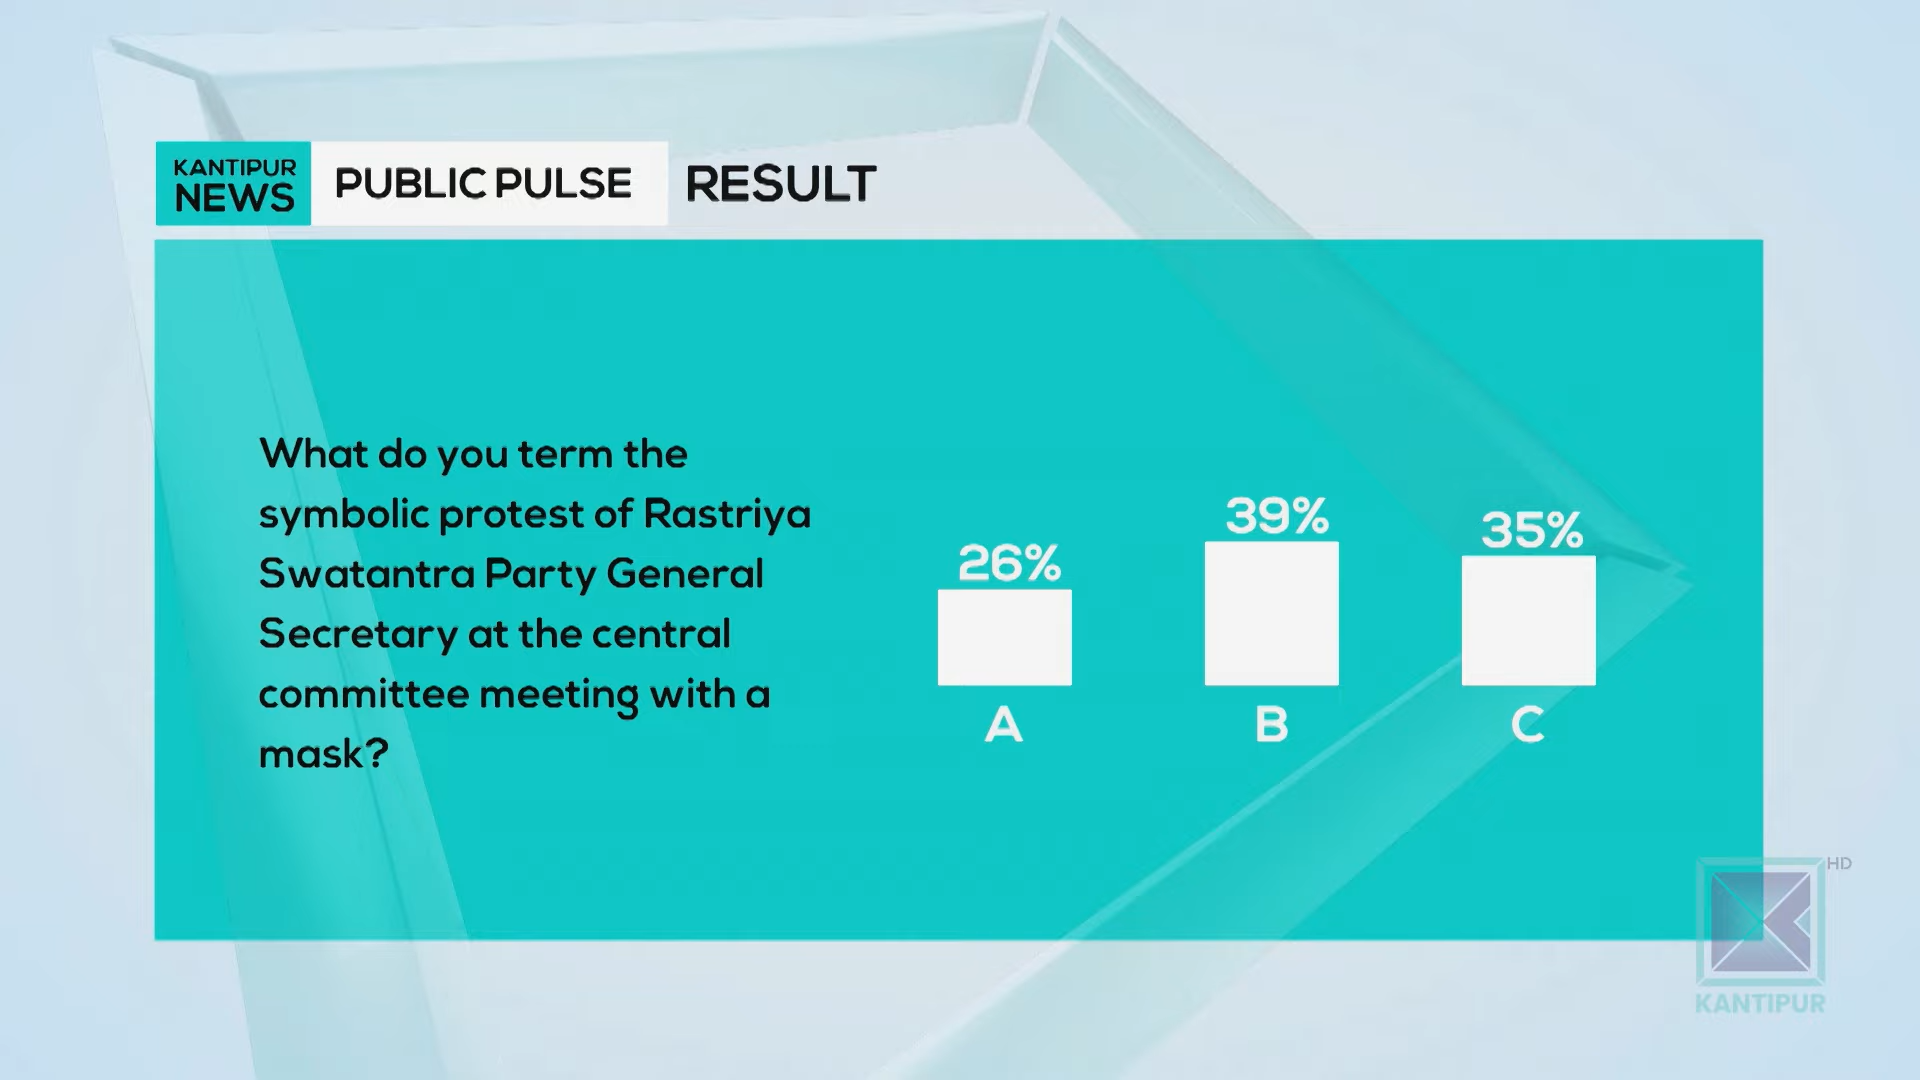 KANTIPUR
NEWS
PUBLIC PULSE
RESULT
What do you term the
symbolic protest of Rastriya
Swatantra Party General
Secretary at the central
committee meeting with a
mask?
26%
39%
35%
A
B
C
HD
KANTIPUR